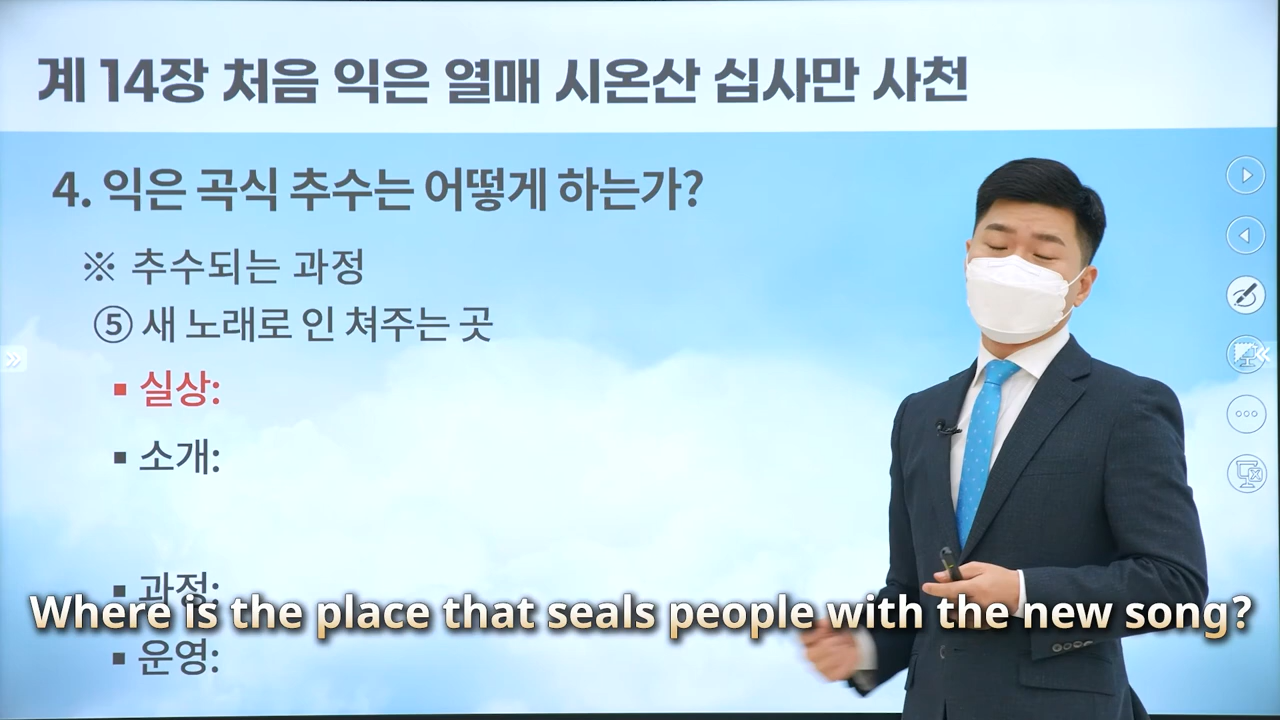 계 14장 처음 익은 열매 시온산 십사만 사천
4. 익은 곡식 추수는 어떻게 하는가?
※ 추수되는 과정
⑤ 새 노래로 인 쳐주는 곳
▪ 실상:
▪ 소개:
▪ 과정:
Where is the place that seals people with the new song?
▪ 운영: